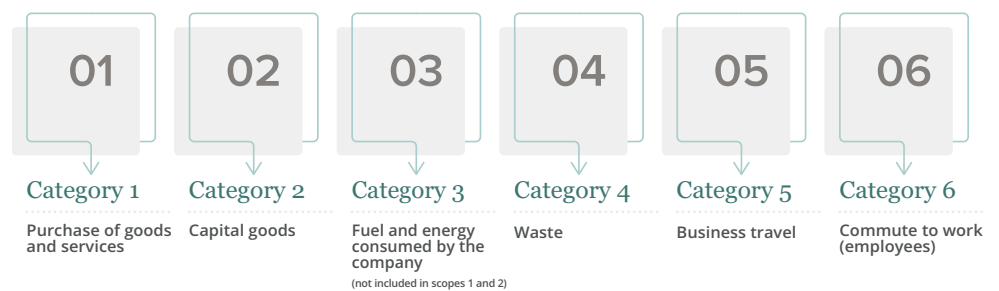 01
02
03
04
05
06
Category 1
Purchase of goods
and services
Category 2
Capital goods
Category 3
Fuel and energy
consumed by the
company
(not included in scopes 1 and 2)
Category 4
Waste
Category 5
Business travel
Category 6
Commute to work
(employees)